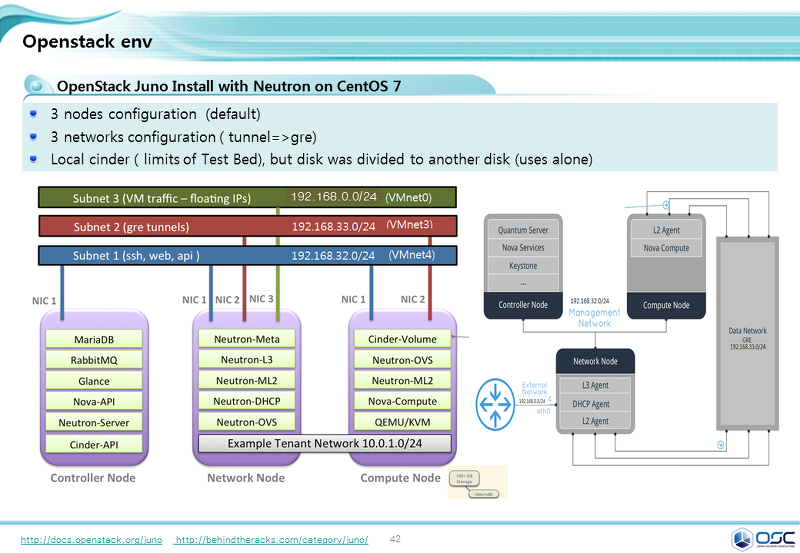 Openstack env
OpenStack Juno Install with Neutron on CentOS 7
3 nodes configuration (default)
3 networks configuration ( tunnel=>gre)
Local cinder ( limits of Test Bed), but disk was divided to another disk (uses alone)
Subnet 3 (VM traffic – floating IPs) 192.168.0.0/24 (VMnet0)
Subnet 2 (gre tunnels) 192.168.33.0/24 (VMnet3)
Subnet 1 (ssh, web, api ) 192.168.32.0/24 (VMnet4)
NIC 1
NIC 1 NIC 2 NIC 3
NIC 1 NIC 2
MariaDB
RabbitMQ
Glance
Nova-API
Neutron-Server
Cinder-API
Controller Node
Neutron-Meta
Neutron-L3
Neutron-ML2
Neutron-DHCP
Neutron-OVS
Network Node
Cinder-Volume
Neutron-OVS
Neutron-ML2
Nova-Compute
QEMU/KVM
Example Tenant Network 10.0.1.0/24
Compute Node
100+ GB
Storage
/dev/sdb
Quantum Server
Nova Services
Keystone
...
Controller Node
L2 Agent
Nova Compute
Compute Node
192.168.32.0/24
Management
Network
Data Network
GRE
192.168.33.0/24
Network Node
L3 Agent
DHCP Agent
L2 Agent
External
Network
192.168.0.0/24
eth0
http://docs.openstack.org/juno http://behindtheracks.com/category/juno/
42
OSC
OPEN SOURCE CONSULTING